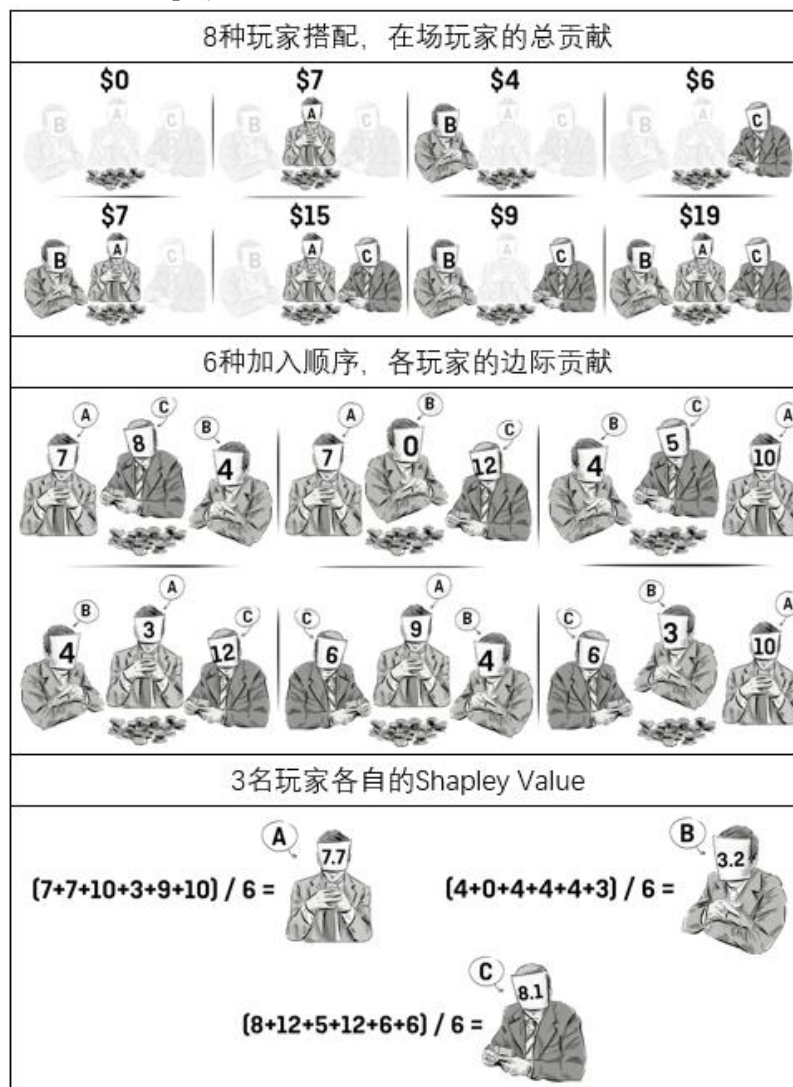 8种玩家搭配，在场玩家的总贡献
$0 $7 $4 $6
B A C B A C B A C B A C
$7 $15 $9 $19
B A C B A C B A C B A C
6种加入顺序，各玩家的边际贡献
A C B A B C B C A
7 8 4 7 0 12 4 5 10
B A C C A B C B A
4 3 12 6 9 4 6 3 10
3名玩家各自的Shapley Value
A B
(7+7+10+3+9+10) / 6 = 7.7 (4+0+4+4+4+3) / 6 = 3.2
C
(8+12+5+12+6+6) / 6 = 8.1